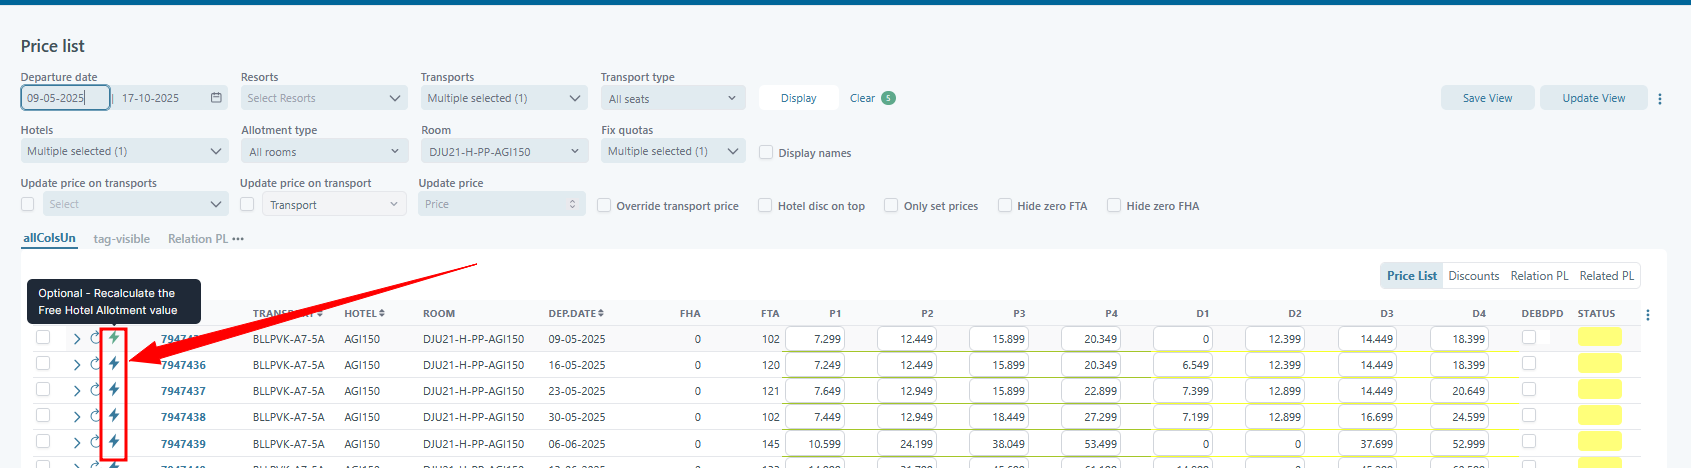 Price list
Departure date Resorts Transports Transport type
09-05-2025 17-10-2025 Select Resorts Multiple selected (1) All seats Display Clear 5 Save View Update View
Hotels Allotment type Room Fix quotas
Multiple selected (1) All rooms DJU21-H-PP-AGI150 Multiple selected (1) Display names
Update price on transports Update price on transport Update price
Select Transport Price Override transport price Hotel disc on top Only set prices Hide zero FTA Hide zero FHA
allColsUn tag-visible Relation PL •••
Price List Discounts Relation PL Related PL
Optional - Recalculate the
Free Hotel Allotment value
HOTEL ROOM DEP.DATE FHA FTA P1 P2 P3 P4 D1 D2 D3 D4 DEBDPD STATUS
BLLPVK-A7-5A AGI150 DJU21-H-PP-AGI150 09-05-2025 0 102 7.299 12.449 15.899 20.349 0 12.399 14.449 18.399
7947436 BLLPVK-A7-5A AGI150 DJU21-H-PP-AGI150 16-05-2025 0 120 7.249 12.449 15.899 20.349 6.549 12.399 14.449 18.399
7947437 BLLPVK-A7-5A AGI150 DJU21-H-PP-AGI150 23-05-2025 0 121 7.649 12.949 15.899 22.899 7.399 12.899 14.449 20.649
7947438 BLLPVK-A7-5A AGI150 DJU21-H-PP-AGI150 30-05-2025 0 102 7.449 12.949 18.449 27.299 7.199 12.899 16.699 24.599
7947439 BLLPVK-A7-5A AGI150 DJU21-H-PP-AGI150 06-06-2025 0 145 10.599 24.199 38.049 53.499 0 0 37.699 52.999